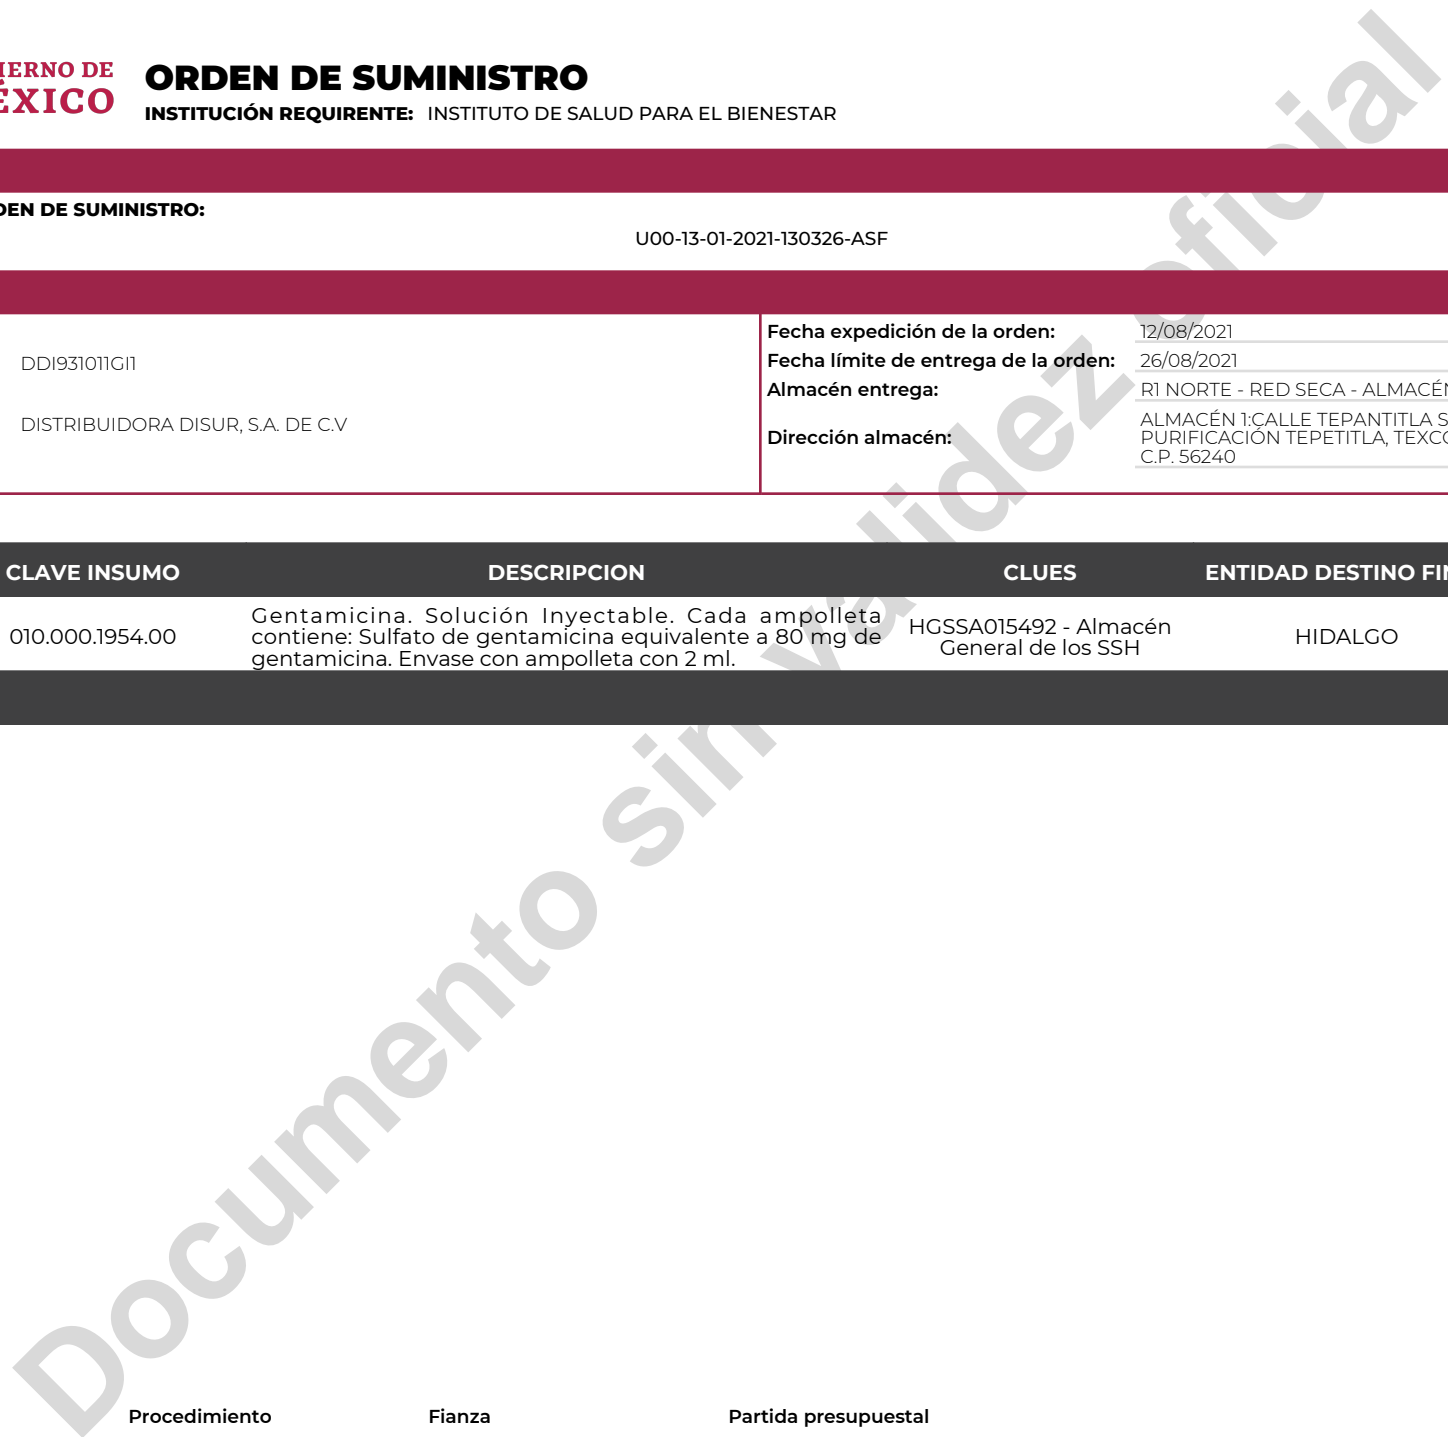 IERNO DE
ÉXICO
ORDEN DE SUMINISTRO
INSTITUCIÓN REQUIRENTE: INSTITUTO DE SALUD PARA EL BIENESTAR
DEN DE SUMINISTRO:
U00-13-01-2021-130326-ASF
DDI931011GI1
DISTRIBUIDORA DISUR, S.A. DE C.V
Fecha expedición de la orden: 12/08/2021
Fecha límite de entrega de la orden: 26/08/2021
Almacén entrega: R1 NORTE - RED SECA - ALMACÉN
Dirección almacén: ALMACÉN 1:CALLE TEPANTITLA S
PURIFICACIÓN TEPETITLA, TEXCO
C.P. 56240
CLAVE INSUMO DESCRIPCION CLUES ENTIDAD DESTINO FIN
010.000.1954.00
Gentamicina. Solución Inyectable. Cada ampolleta
contiene: Sulfato de gentamicina equivalente a 80 mg de
gentamicina. Envase con ampolleta con 2 ml.
HGSSA015492 - Almacén
General de los SSH
HIDALGO
Documento sin validez oficial
Procedimiento Fianza Partida presupuestal